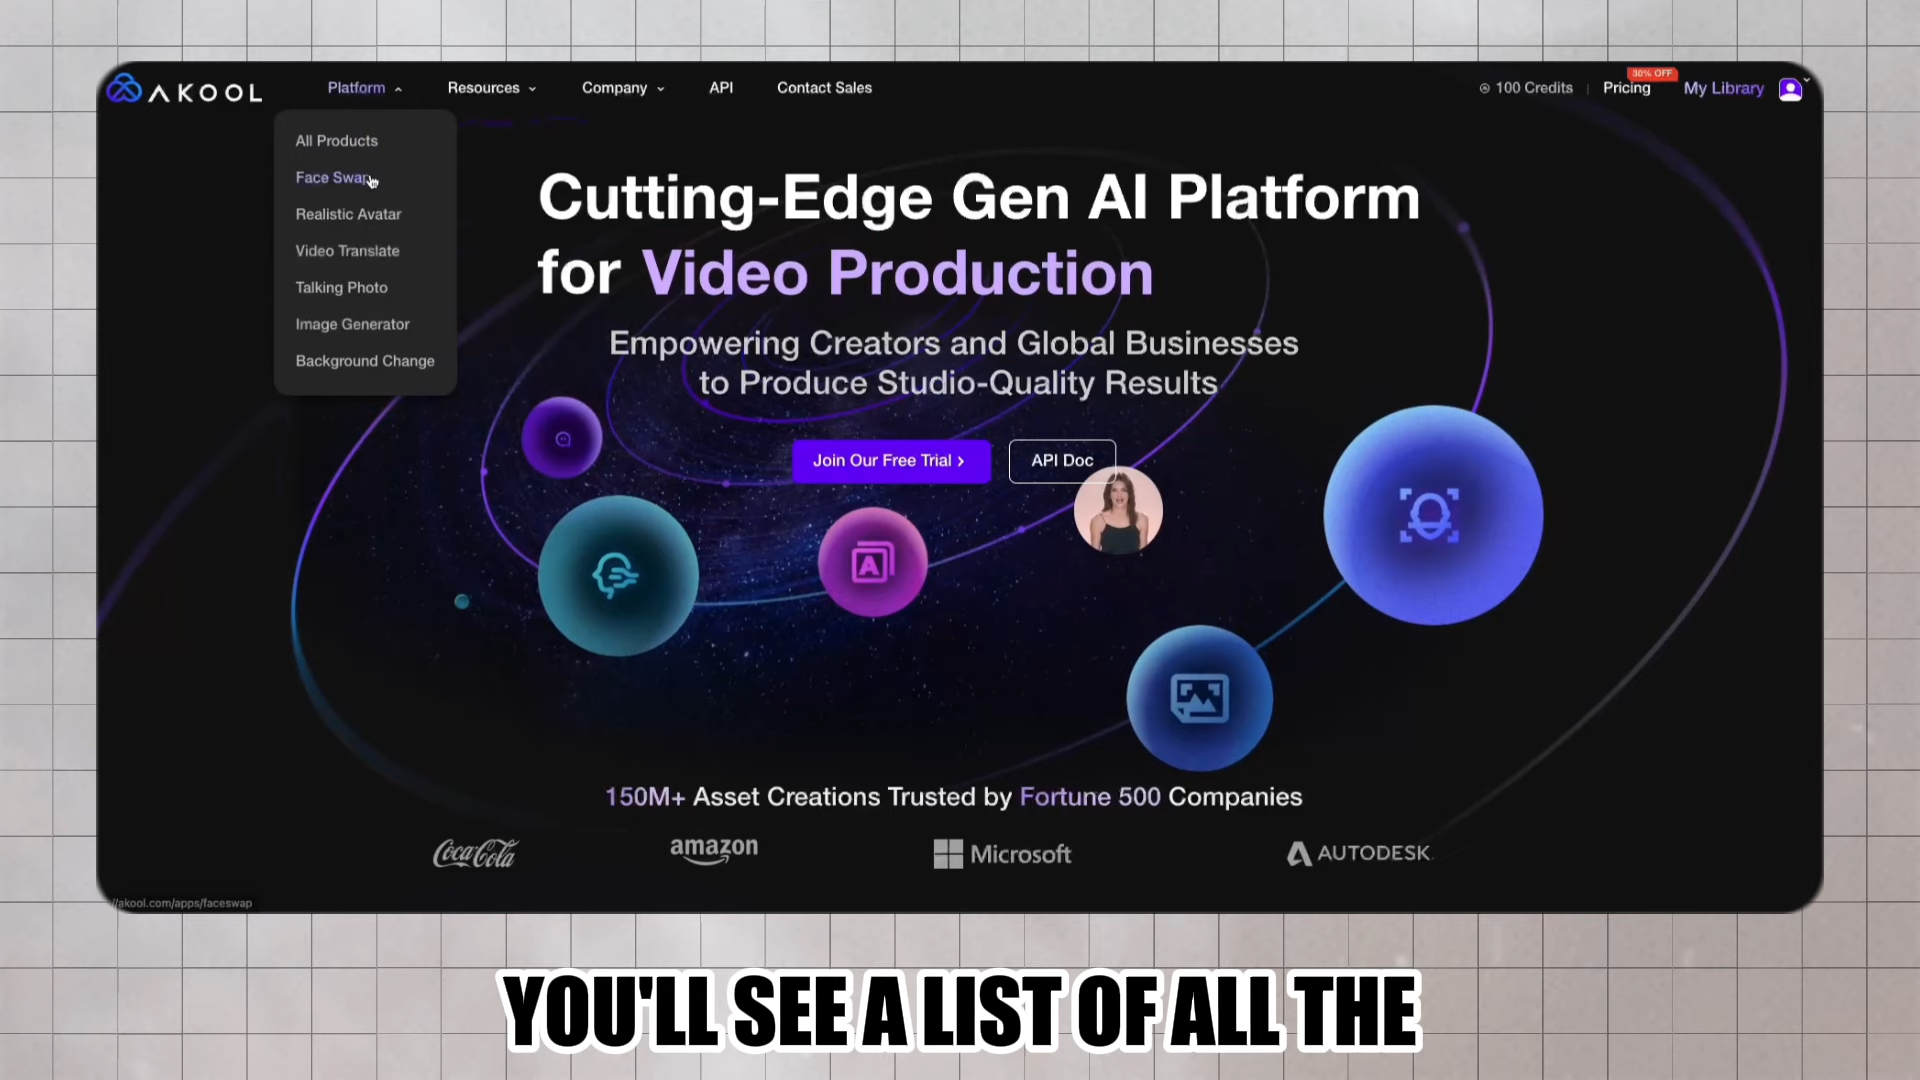 AKOOL
Platform
Resources
Company
API
Contact Sales
100 Credits
30% OFF
Pricing
My Library
All Products
Face Swap
Realistic Avatar
Video Translate
Talking Photo
Image Generator
Background Change
Cutting-Edge Gen AI Platform
for Video Production
Empowering Creators and Global Businesses
to Produce Studio-Quality Results
Join Our Free Trial ›
API Doc
A
150M+ Asset Creations Trusted by Fortune 500 Companies
Coca-Cola
amazon
Microsoft
AUTODESK
//akool.com/apps/faceswap
YOU'LL SEE A LIST OF ALL THE